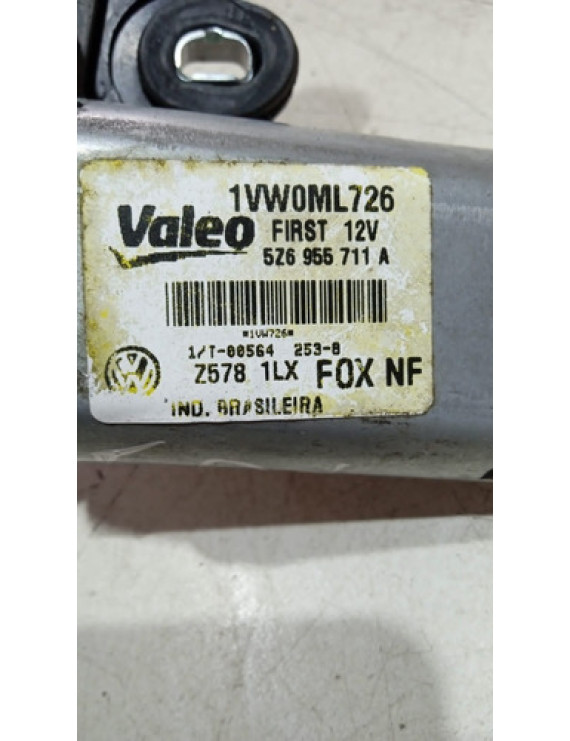 1VW0ML726
Valeo FIRST 12V
5Z6 955 711 A
*1VW726*
1/T-00564 253-8
Z578 1LX FOX NF
IND. BRASILEIRA